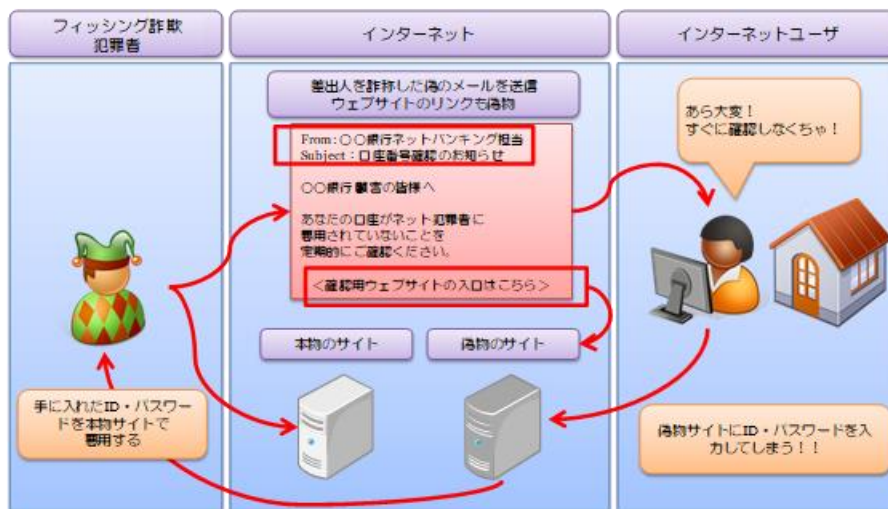 フィッシング詐欺
犯罪者
インターネット
インターネットユーザ
差出人を詐称した偽のメールを送信
ウェブサイトのリンクも偽物
From:〇〇銀行ネットバンキング担当
Subject：口座番号確認のお知らせ
〇〇銀行 顧客の皆様へ
あなたの口座がネット犯罪者に
悪用されていないことを
定期的にご確認ください。
＜確認用ウェブサイトの入口はこちら＞
あら大変！
すぐに確認しなくちゃ！
本物のサイト
偽物のサイト
手に入れたID・パスワー
ドを本物サイトで
悪用する
偽物サイトにID・パスワードを入
力してしまう！！